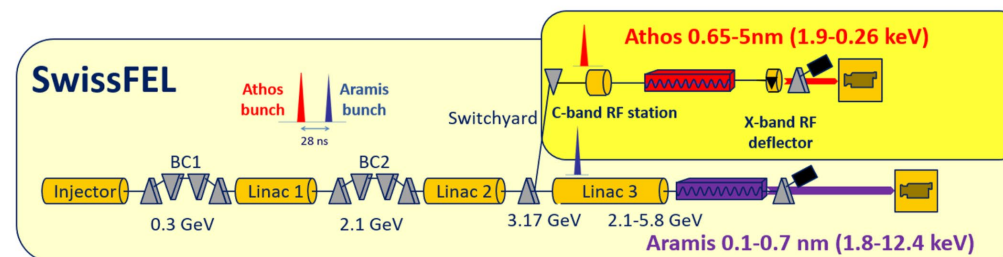 Athos 0.65-5nm (1.9-0.26 keV)
SwissFEL
Athos
bunch
Aramis
bunch
28 ns
Switchyard
C-band RF station
X-band RF
deflector
BC1
BC2
Injector
Linac 1
Linac 2
Linac 3
0.3 GeV
2.1 GeV
3.17 GeV
2.1-5.8 GeV
Aramis 0.1-0.7 nm (1.8-12.4 keV)